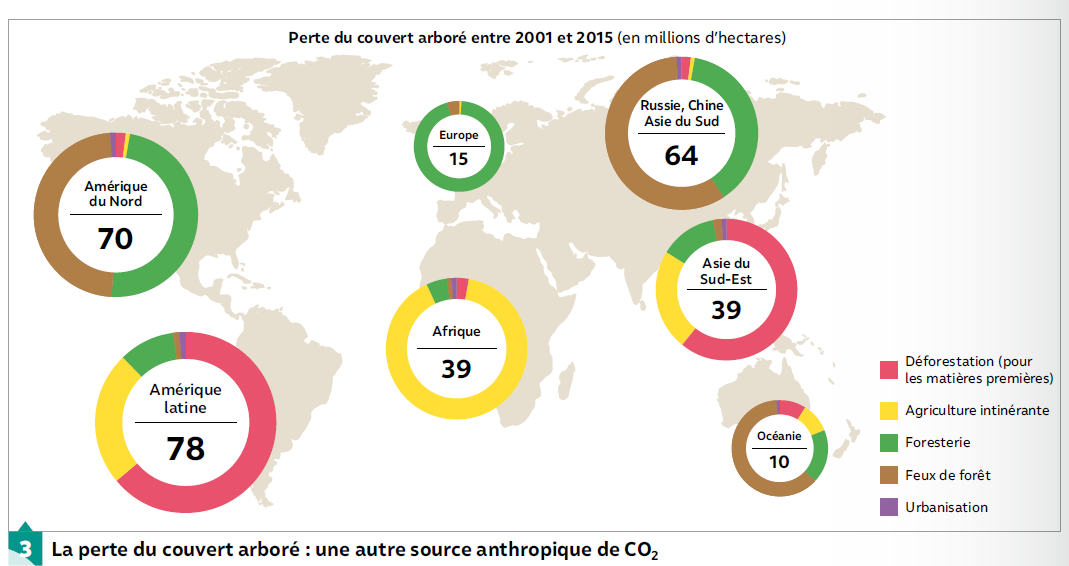 Perte du couvert arboré entre 2001 et 2015 (en millions d'hectares)
Amérique
du Nord
70
Europe
15
Russie, Chine
Asie du Sud
64
Asie du
Sud-Est
39
Afrique
39
Amérique
latine
78
Océanie
10
Déforestation (pour
les matières premières)
Agriculture intinérante
Foresterie
Feux de forêt
Urbanisation
3 La perte du couvert arboré : une autre source anthropique de CO₂